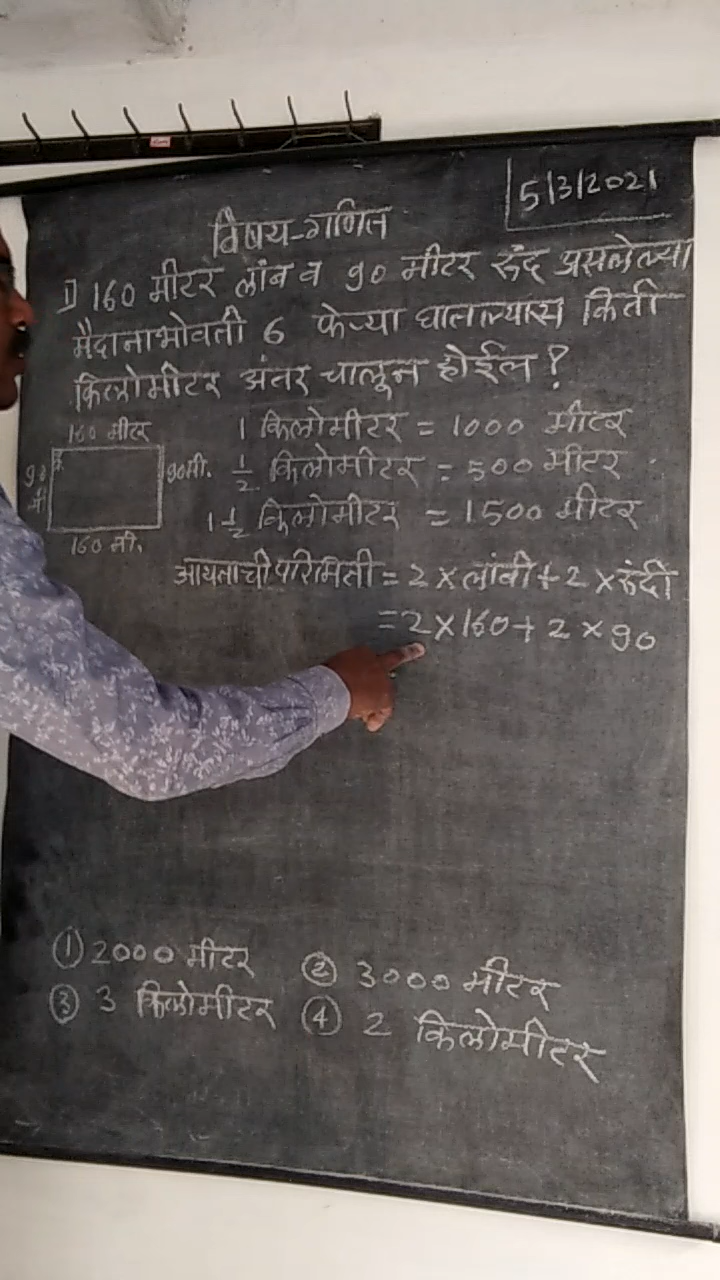 5/3/2021
विषय-गणित
1) 160 मीटर लांब व 90 मीटर रुंद असलेल्या
मैदानाभोवती 6 फेऱ्या घातल्यास किती
किलोमीटर अंतर चालून होईल?
160 मीटर
90 मी
90मी.
160 मी.
1 किलोमीटर = 1000 मीटर
1/2 किलोमीटर = 500 मीटर
1 1/2 किलोमीटर = 1500 मीटर
आयताची परिमिती = 2 × लांबी + 2 × रुंदी
= 2 × 160 + 2 × 90
① 2000 मीटर ② 3000 मीटर
③ 3 किलोमीटर ④ 2 किलोमीटर